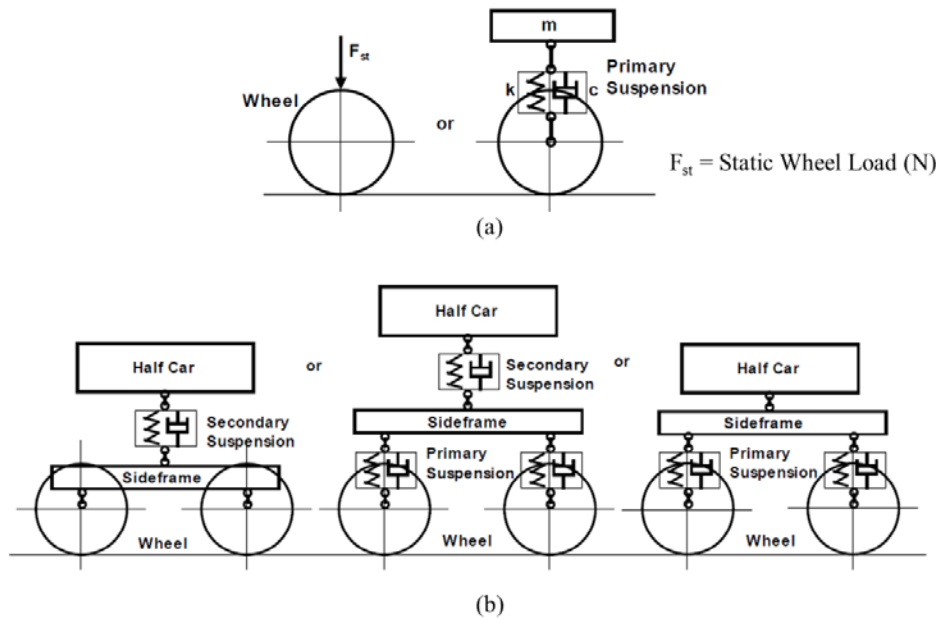 m
F_st
Primary
Suspension
k
c
Wheel
or
F_st = Static Wheel Load (N)
(a)
Half Car
Half Car
or
or
Half Car
Secondary
Suspension
Secondary
Suspension
Sideframe
Sideframe
Sideframe
Primary
Suspension
Primary
Suspension
Wheel
Wheel
Wheel
(b)